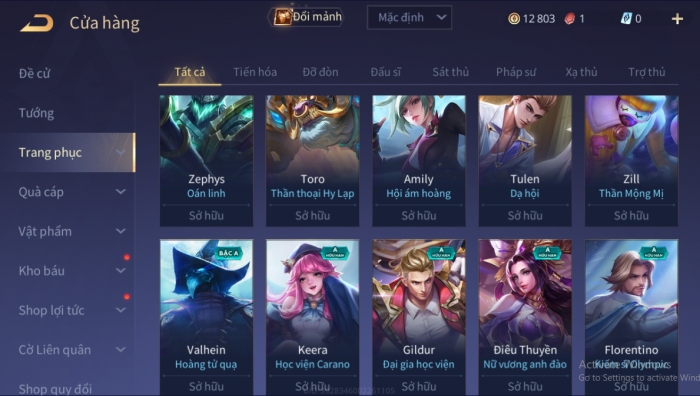 Cửa hàng
Đổi mảnh
Mặc định
12 803
1
0
Đề cử
Tướng
Trang phục
Quà cáp
Vật phẩm
Kho báu
Shop lợi tức
Cờ Liên quân
Shop quy đổi
Tất cả
Tiến hóa
Đỡ đòn
Đấu sĩ
Sát thủ
Pháp sư
Xạ thủ
Trợ thủ
Zephys
Oán linh
Sở hữu
Toro
Thần thoại Hy Lạp
Sở hữu
Amily
Hội ám hoàng
Sở hữu
Tulen
Dạ hội
Sở hữu
Zill
Thần Mộng Mị
Sở hữu
BẬC A
Valhein
Hoàng tử quạ
Sở hữu
A
HỮU HẠN
Keera
Học viện Carano
Sở hữu
A
HỮU HẠN
Gildur
Đại gia học viện
Sở hữu
A
HỮU HẠN
Điêu Thuyền
Nữ vương anh đào
Sở hữu
A
HỮU HẠN
Florentino
Kiếm sĩ Olympic
Sở hữu
Activate Windows
Go to Settings to activate Wind